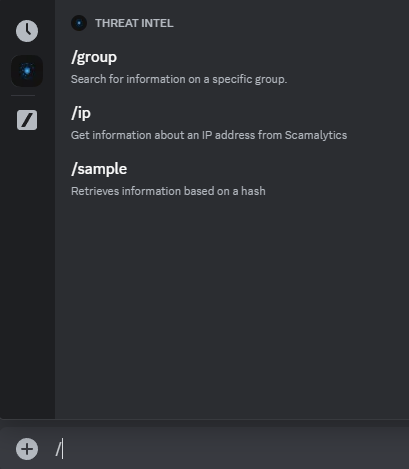 THREAT INTEL
/group
Search for information on a specific group.
/ip
Get information about an IP address from Scamalytics
/sample
Retrieves information based on a hash
/